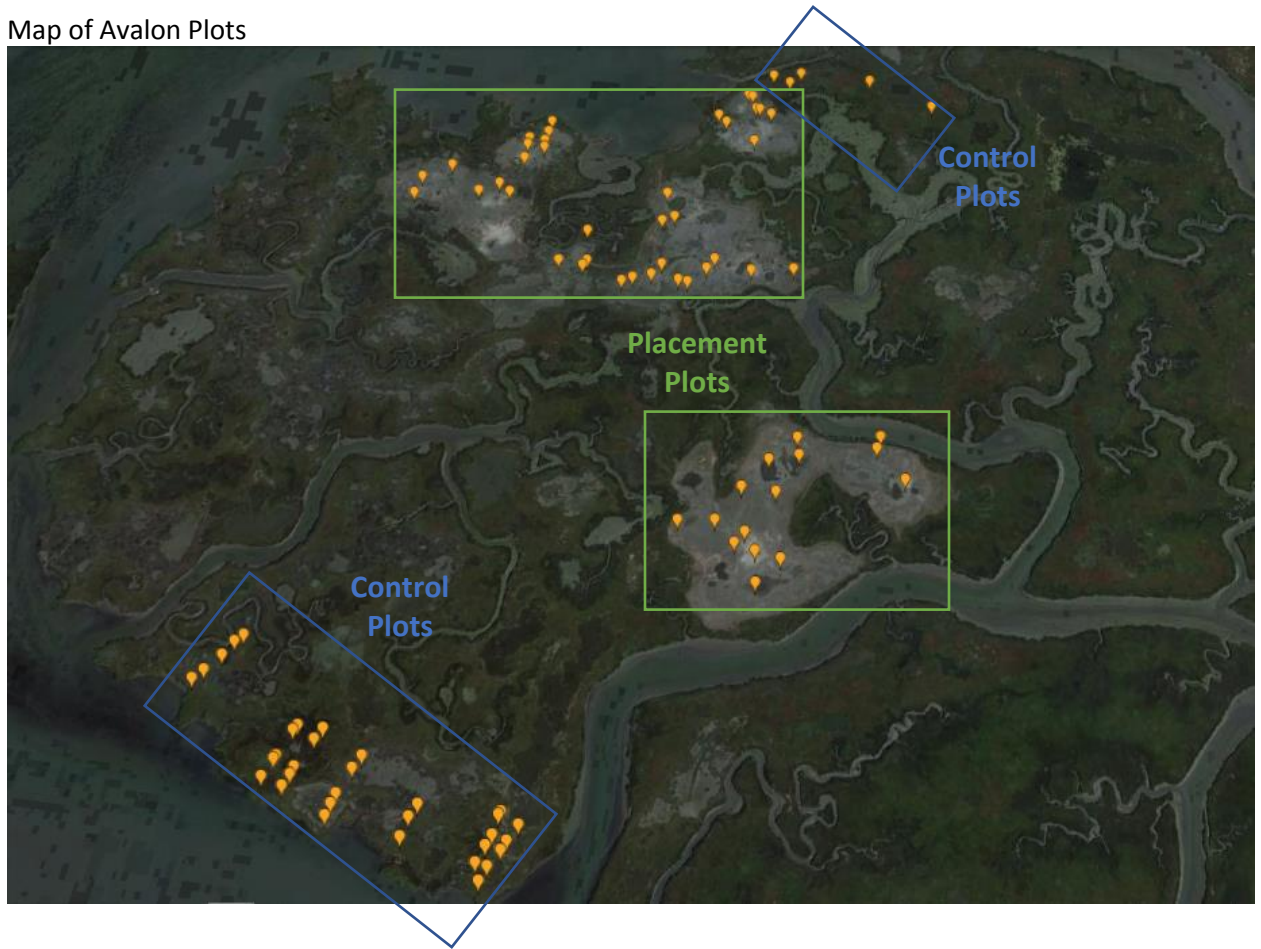 Map of Avalon Plots
Control
Plots
Placement
Plots
Control
Plots